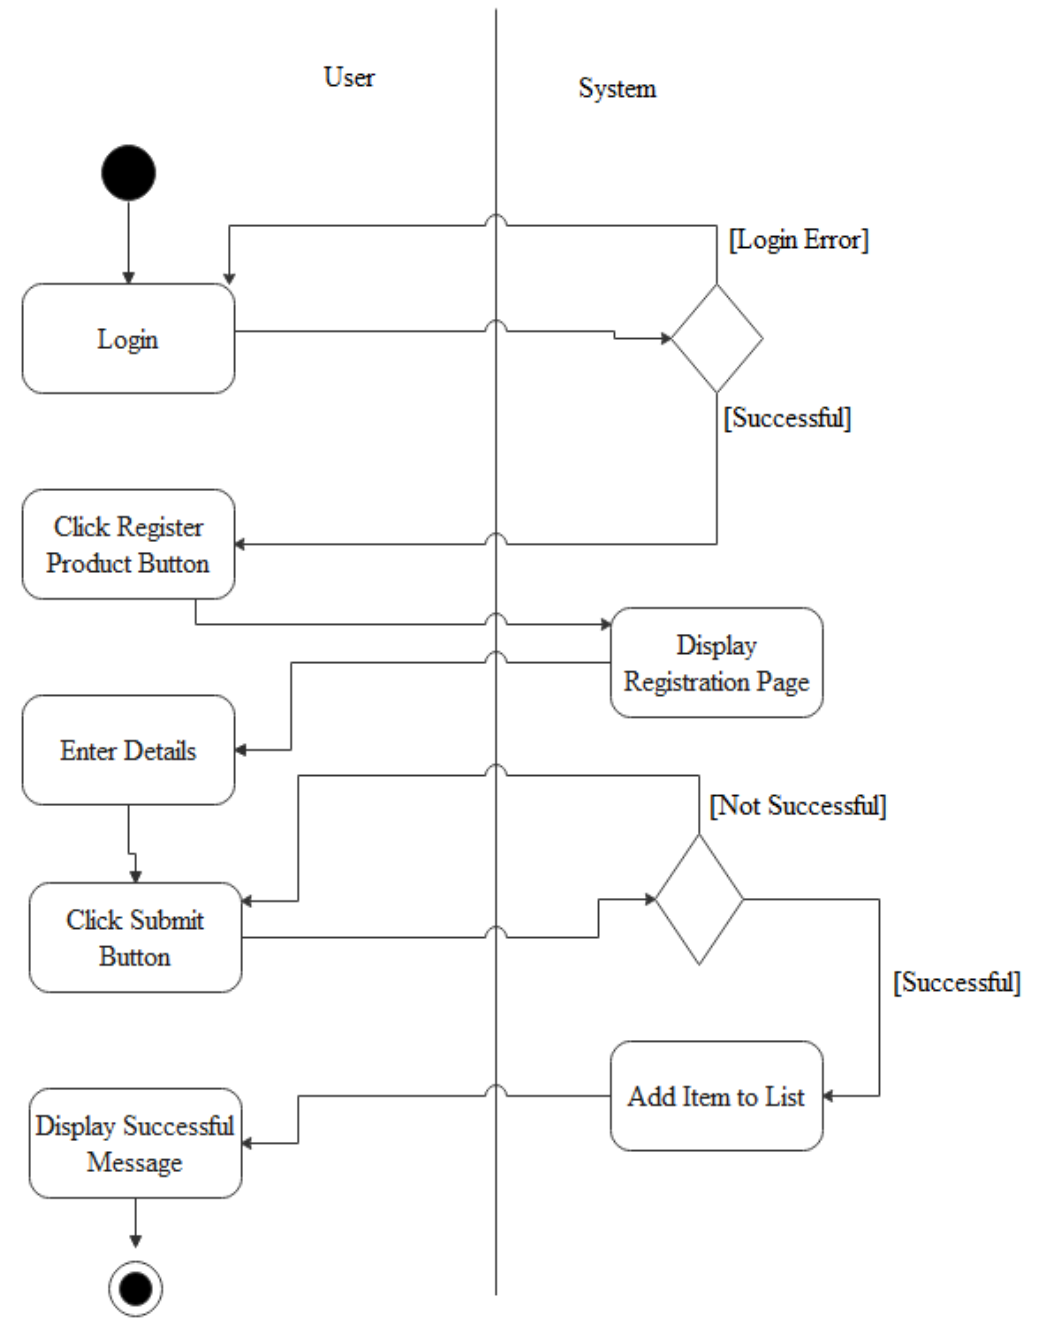 User
System
[Login Error]
Login
[Successful]
Click Register
Product Button
Display
Registration Page
Enter Details
[Not Successful]
Click Submit
Button
[Successful]
Add Item to List
Display Successful
Message